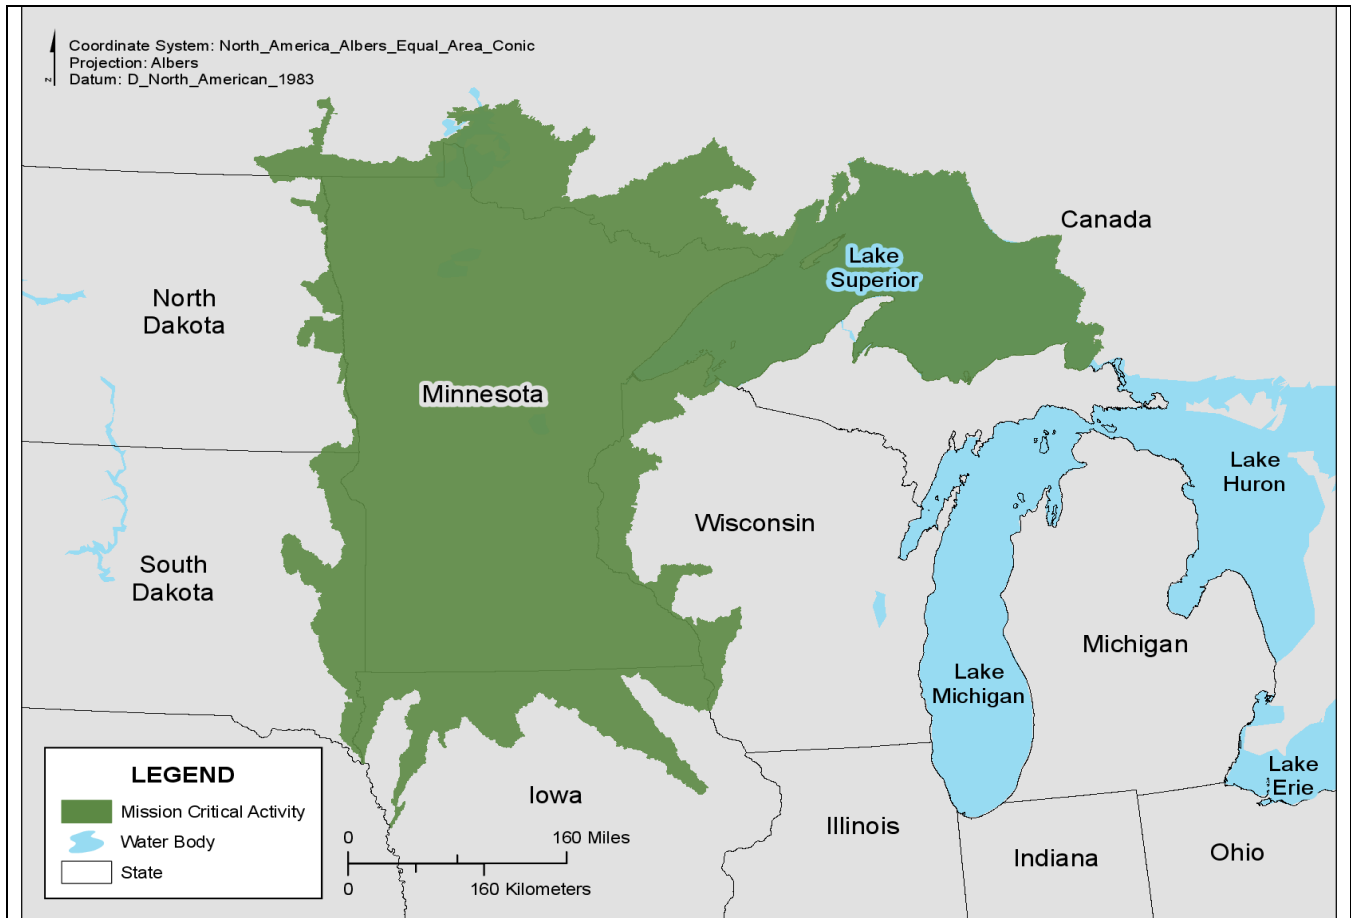 Coordinate System: North_America_Albers_Equal_Area_Conic
Projection: Albers
Datum: D_North_American_1983
N
Canada
Lake
Superior
North
Dakota
Minnesota
Lake
Huron
Wisconsin
South
Dakota
Michigan
Lake
Michigan
Lake
Erie
Iowa
Illinois
Indiana
Ohio
LEGEND
Mission Critical Activity
Water Body
State
0 160 Miles
0 160 Kilometers